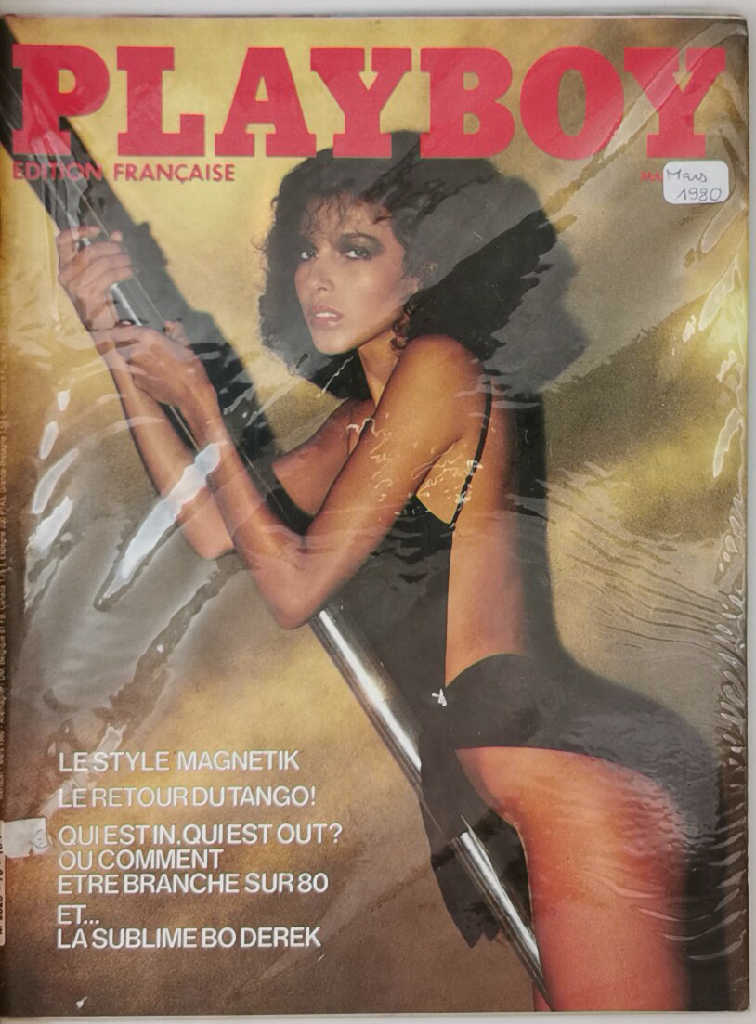 PLAYBOY
EDITION FRANÇAISE
Mars
1980
LE STYLE MAGNETIK
LE RETOUR DU TANGO!
QUI EST IN. QUI EST OUT?
OU COMMENT
ETRE BRANCHE SUR 80
ET...
LA SUBLIME BO DEREK